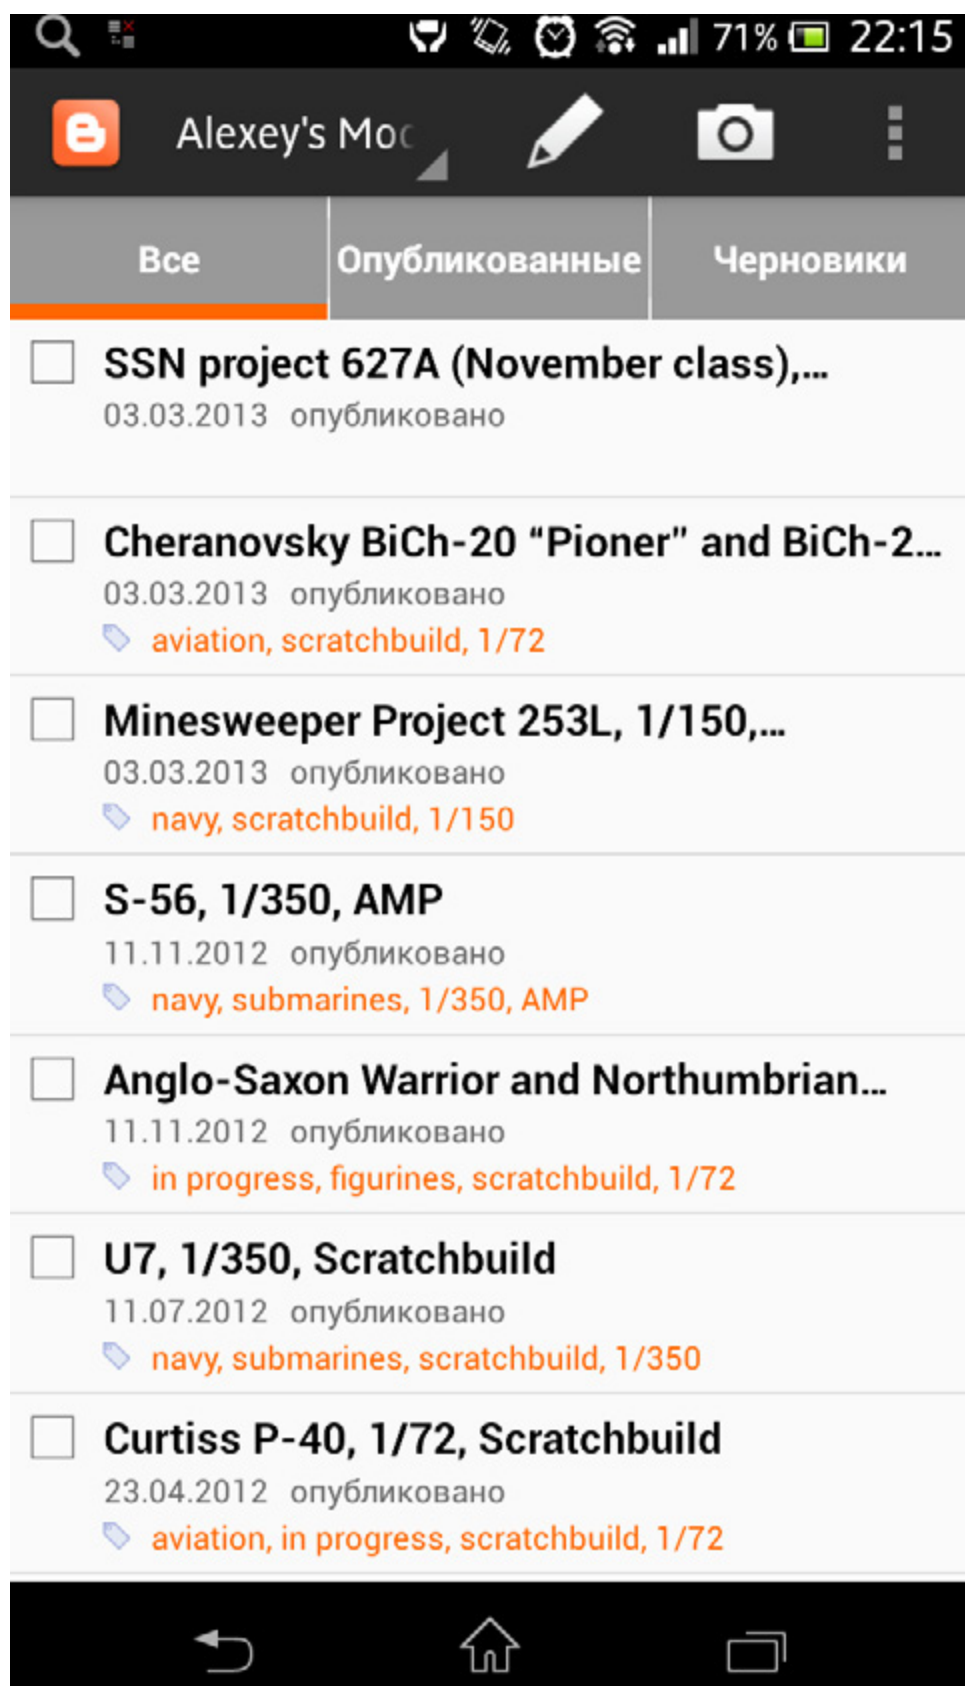 71% 22:15
Alexey's Moc
Все Опубликованные Черновики
SSN project 627A (November class),...
03.03.2013 опубликовано
Cheranovsky BiCh-20 “Pioner” and BiCh-2...
03.03.2013 опубликовано
aviation, scratchbuild, 1/72
Minesweeper Project 253L, 1/150,...
03.03.2013 опубликовано
navy, scratchbuild, 1/150
S-56, 1/350, AMP
11.11.2012 опубликовано
navy, submarines, 1/350, AMP
Anglo-Saxon Warrior and Northumbrian...
11.11.2012 опубликовано
in progress, figurines, scratchbuild, 1/72
U7, 1/350, Scratchbuild
11.07.2012 опубликовано
navy, submarines, scratchbuild, 1/350
Curtiss P-40, 1/72, Scratchbuild
23.04.2012 опубликовано
aviation, in progress, scratchbuild, 1/72